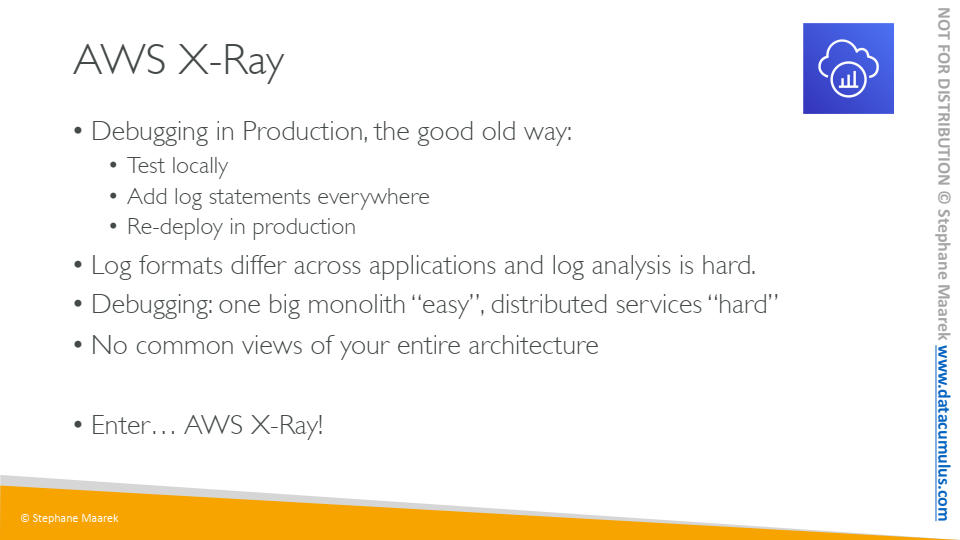 AWS X-Ray
• Debugging in Production, the good old way:
• Test locally
• Add log statements everywhere
• Re-deploy in production
• Log formats differ across applications and log analysis is hard.
• Debugging: one big monolith “easy”, distributed services “hard”
• No common views of your entire architecture
• Enter… AWS X-Ray!
© Stephane Maarek
NOT FOR DISTRIBUTION © Stephane Maarek www.datacumulus.com